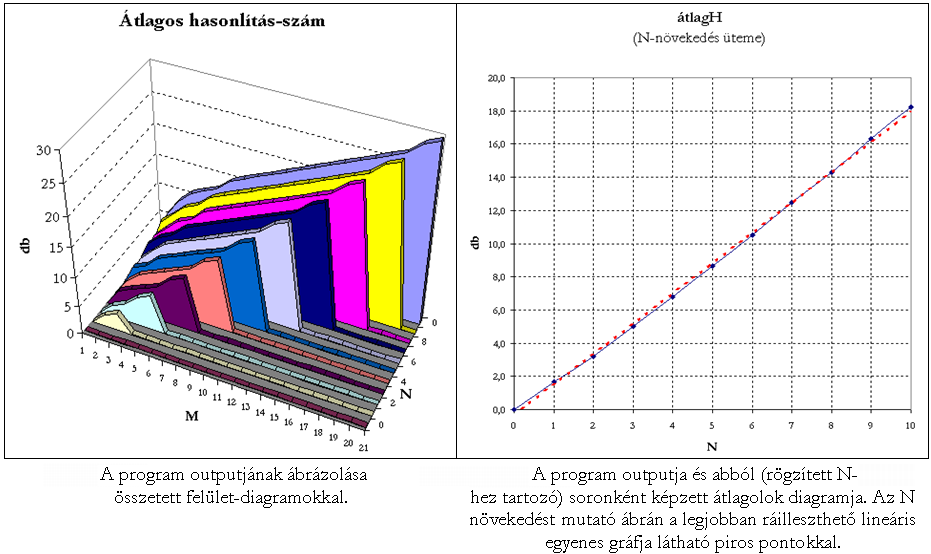 Átlagos hasonlítás-szám
30
25
20
15
10
5
0
db
1 2 3 4 5 6 7 8 9 10 11 12 13 14 15 16 17 18 19 20 21
M
0
2
4
6
8
0
N
átlagH
(N-növekedés üteme)
20,0
18,0
16,0
14,0
12,0
10,0
8,0
6,0
4,0
2,0
0,0
db
0 1 2 3 4 5 6 7 8 9 10
N
A program outputjának ábrázolása
összetett felület-diagramokkal.
A program outputja és abból (rögzített N-
hez tartozó) soronként képzett átlagolok diagramja. Az N
növekedést mutató ábrán a legjobban ráilleszthető lineáris
egyenes gráfja látható piros pontokkal.